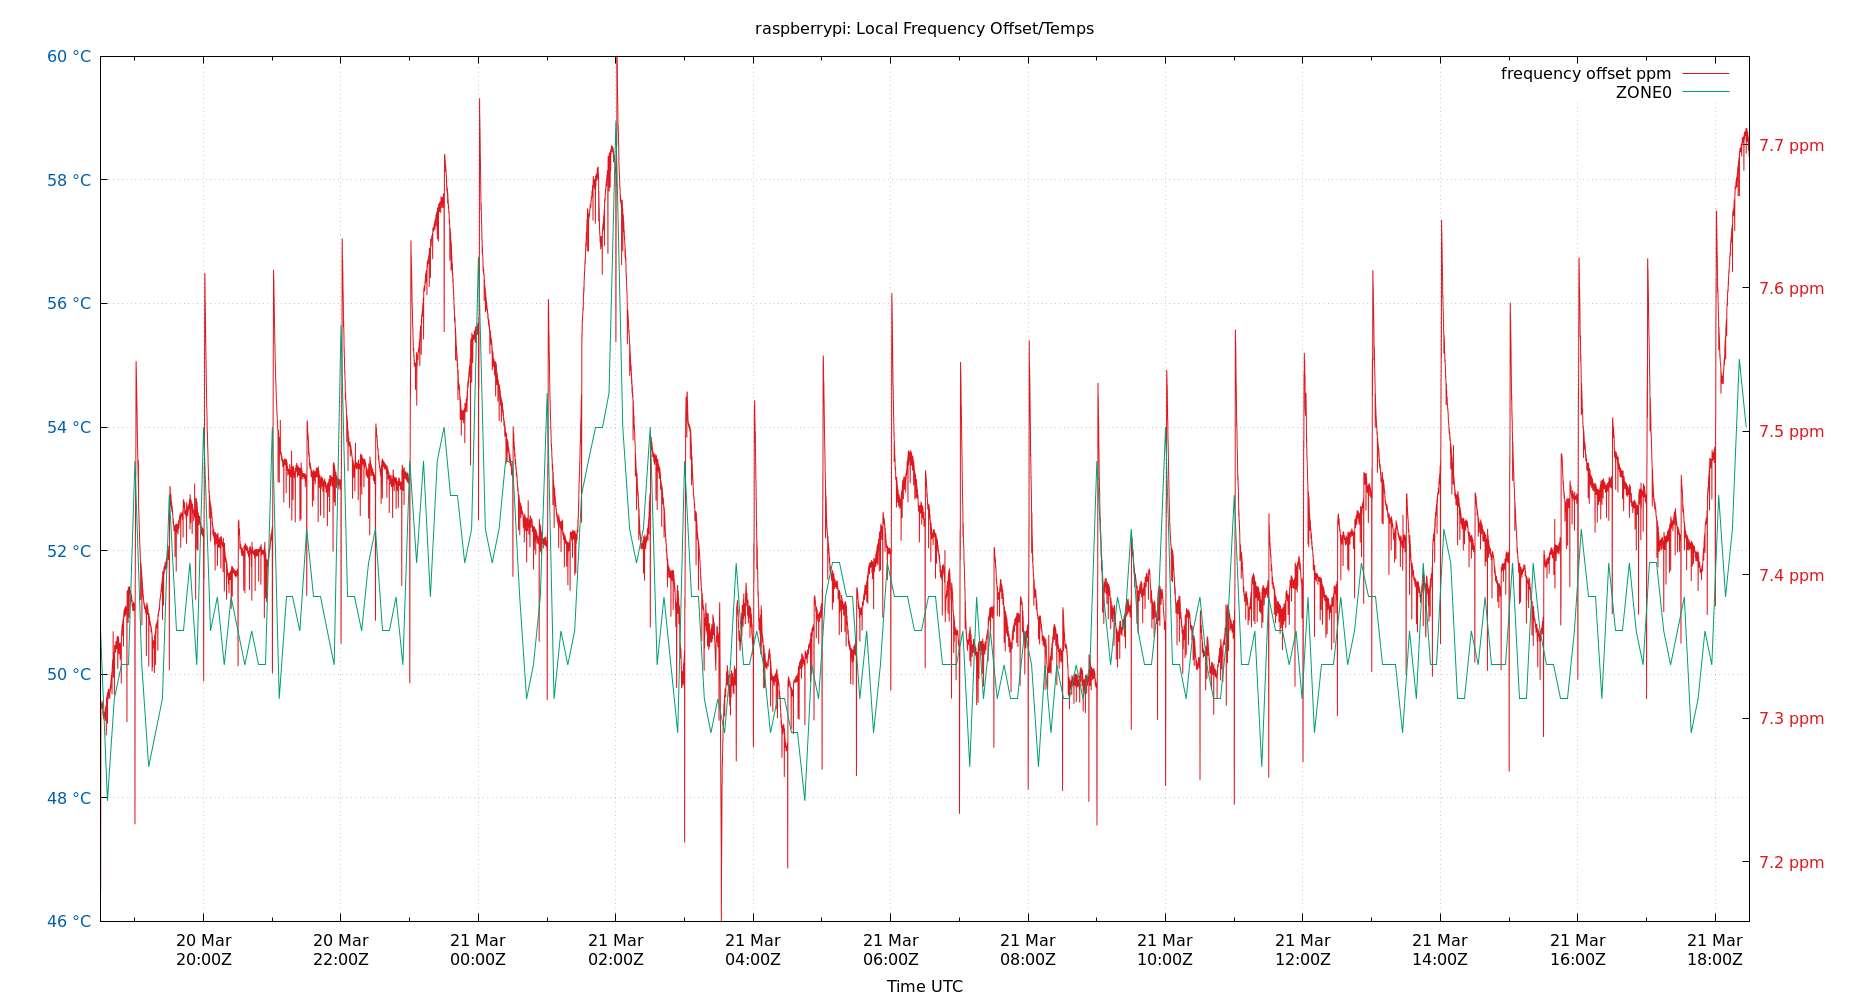 raspberrypi: Local Frequency Offset/Temps
60 °C
58 °C
56 °C
54 °C
52 °C
50 °C
48 °C
46 °C
frequency offset ppm
ZONE0
7.7 ppm
7.6 ppm
7.5 ppm
7.4 ppm
7.3 ppm
7.2 ppm
20 Mar
20:00Z
20 Mar
22:00Z
21 Mar
00:00Z
21 Mar
02:00Z
21 Mar
04:00Z
21 Mar
06:00Z
21 Mar
08:00Z
21 Mar
10:00Z
21 Mar
12:00Z
21 Mar
14:00Z
21 Mar
16:00Z
21 Mar
18:00Z
Time UTC